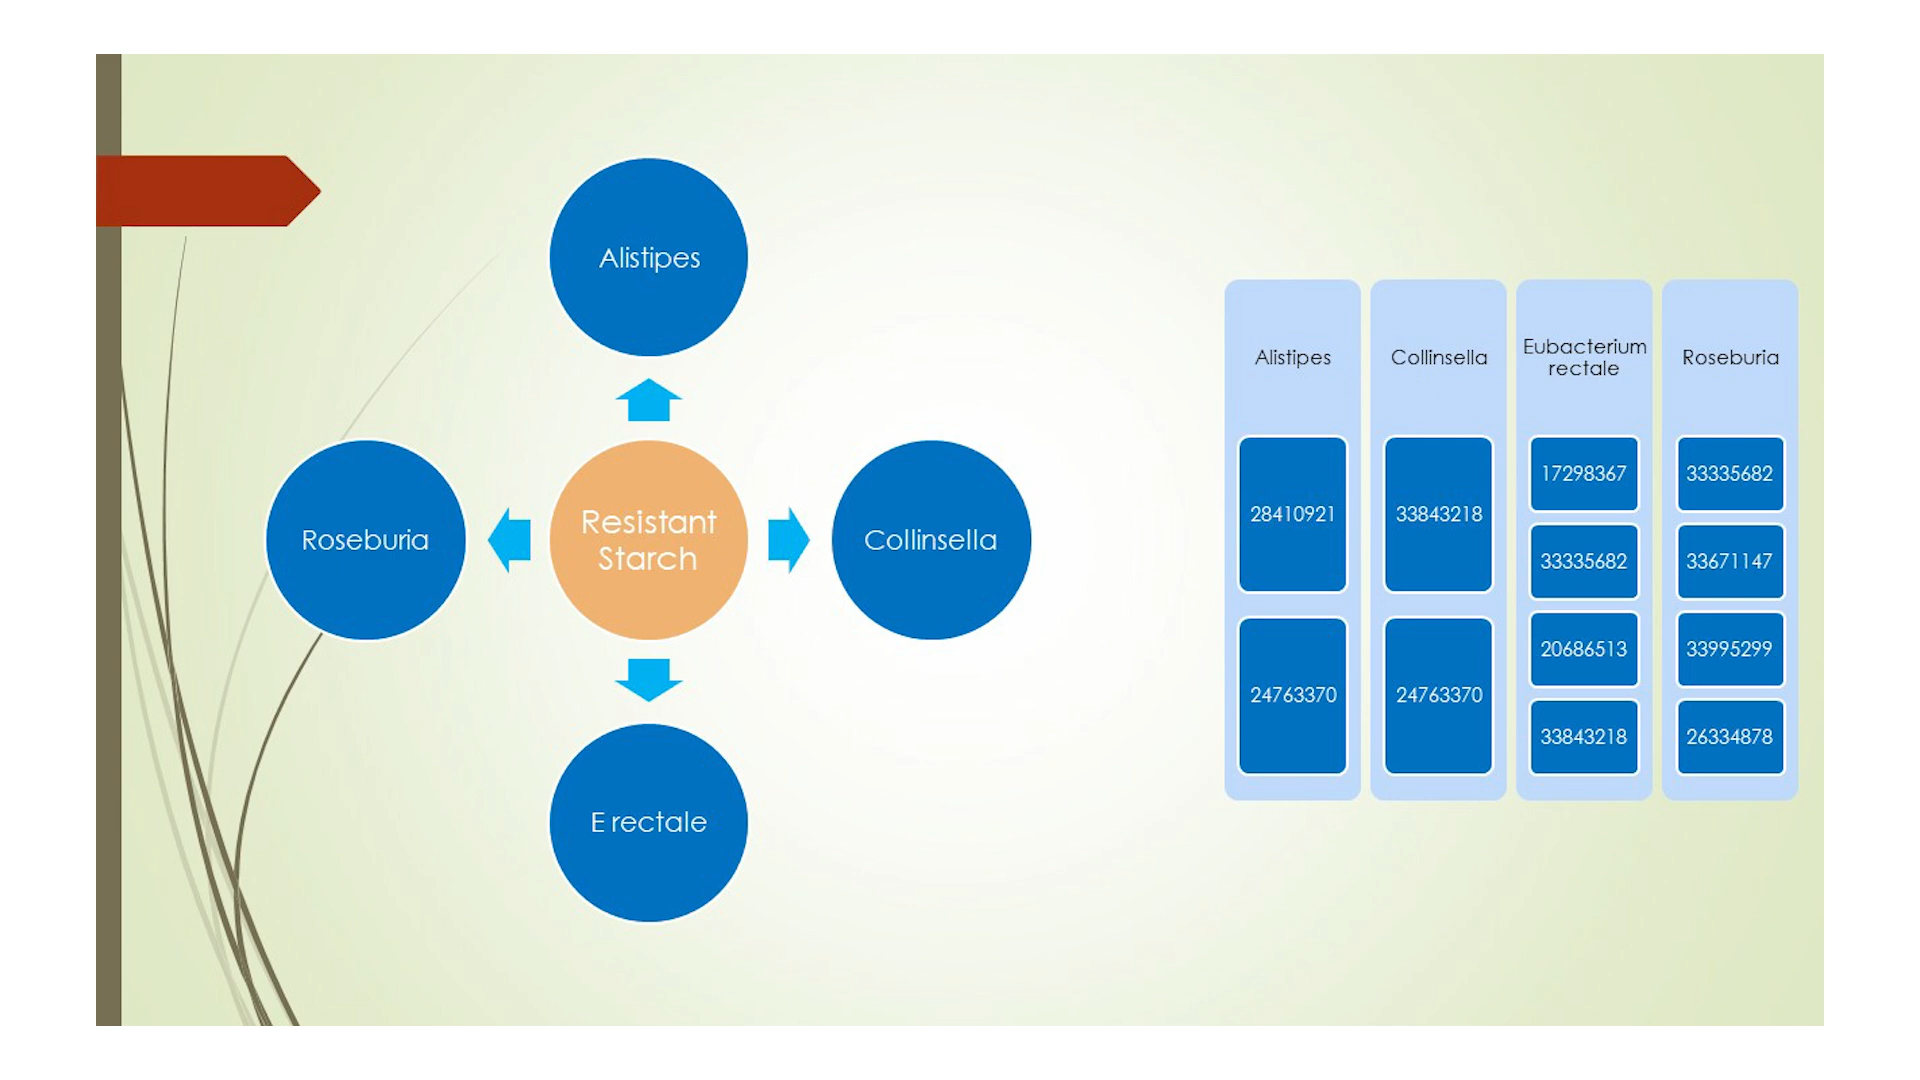 Alistipes
Roseburia
Resistant
Starch
Collinsella
E rectale
Alistipes
28410921
24763370
Collinsella
33843218
24763370
Eubacterium
rectale
17298367
33335682
20686513
33843218
Roseburia
33335682
33671147
33995299
26334878